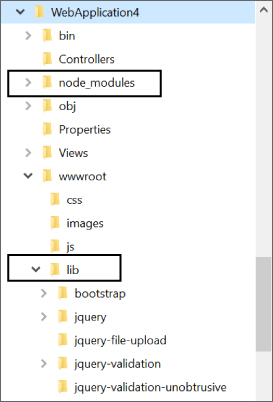 WebApplication4
bin
Controllers
node_modules
obj
Properties
Views
wwwroot
css
images
js
lib
bootstrap
jquery
jquery-file-upload
jquery-validation
jquery-validation-unobtrusive